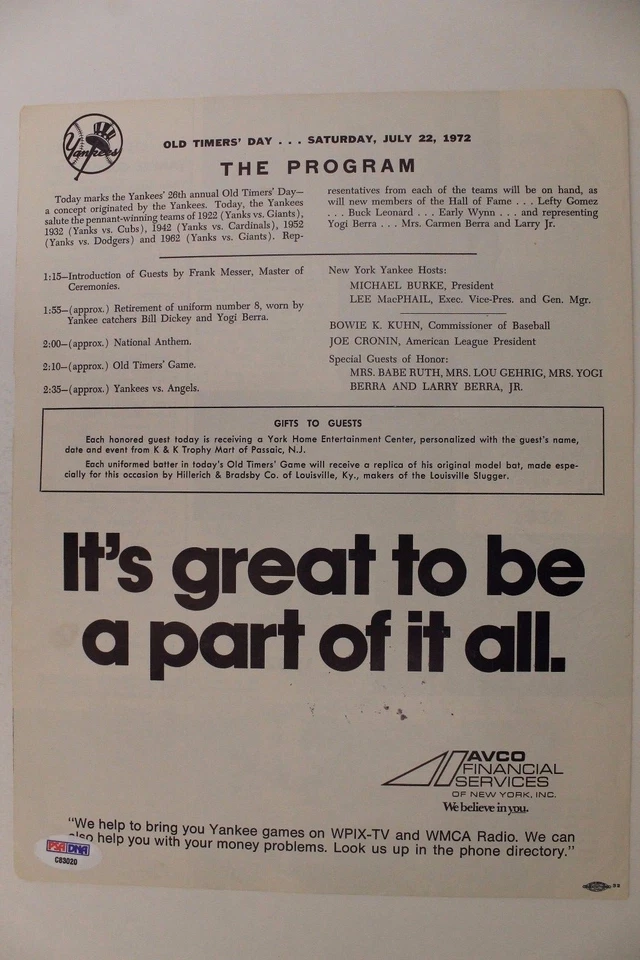 Yankees
OLD TIMERS' DAY . . . SATURDAY, JULY 22, 1972
THE PROGRAM
Today marks the Yankees' 26th annual Old Timers' Day—
a concept originated by the Yankees. Today, the Yankees
salute the pennant-winning teams of 1922 (Yanks vs. Giants),
1932 (Yanks vs. Cubs), 1942 (Yanks vs. Cardinals), 1952
(Yanks vs. Dodgers) and 1962 (Yanks vs. Giants). Rep-
resentatives from each of the teams will be on hand, as
will new members of the Hall of Fame . . . Lefty Gomez
. . . Buck Leonard . . . Early Wynn . . . and representing
Yogi Berra . . . Mrs. Carmen Berra and Larry Jr.
1:15—Introduction of Guests by Frank Messer, Master of
Ceremonies.
1:55—(approx.) Retirement of uniform number 8, worn by
Yankee catchers Bill Dickey and Yogi Berra.
2:00—(approx.) National Anthem.
2:10—(approx.) Old Timers' Game.
2:35—(approx.) Yankees vs. Angels.
New York Yankee Hosts:
MICHAEL BURKE, President
LEE MacPHAIL, Exec. Vice-Pres. and Gen. Mgr.
BOWIE K. KUHN, Commissioner of Baseball
JOE CRONIN, American League President
Special Guests of Honor:
MRS. BABE RUTH, MRS. LOU GEHRIG, MRS. YOGI
BERRA AND LARRY BERRA, JR.
GIFTS TO GUESTS
Each honored guest today is receiving a York Home Entertainment Center, personalized with the guest's name,
date and event from K & K Trophy Mart of Passaic, N.J.
Each uniformed batter in today's Old Timers' Game will receive a replica of his original model bat, made espe-
cially for this occasion by Hillerich & Bradsby Co. of Louisville, Ky., makers of the Louisville Slugger.
It's great to be
a part of it all.
AVCO
FINANCIAL
SERVICES
OF NEW YORK, INC.
We believe in you.
"We help to bring you Yankee games on WPIX-TV and WMCA Radio. We can
also help you with your money problems. Look us up in the phone directory."
PSA DNA
C83020